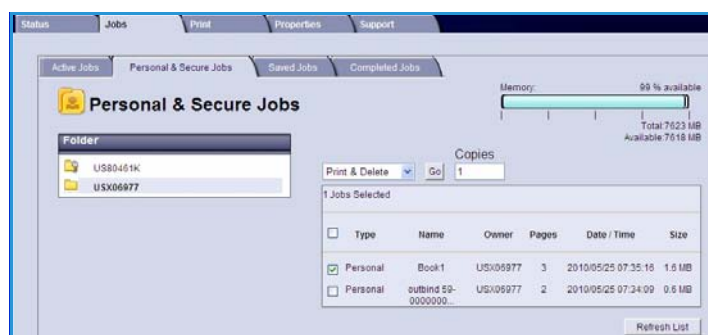 Status Jobs Print Properties Support
Active Jobs Personal & Secure Jobs Saved Jobs Completed Jobs
Personal & Secure Jobs
Memory: 99 % available
Total:7623 MB
Available:7618 MB
Folder
US80461K
USX06977
Copies
Print & Delete Go 1
1 Jobs Selected
Type Name Owner Pages Date / Time Size
Personal Book1 USX06977 3 2010/05/25 07:35:16 1.6 MB
Personal outbind 59-0000000... USX06977 2 2010/05/25 07:34:09 0.6 MB
Refresh List